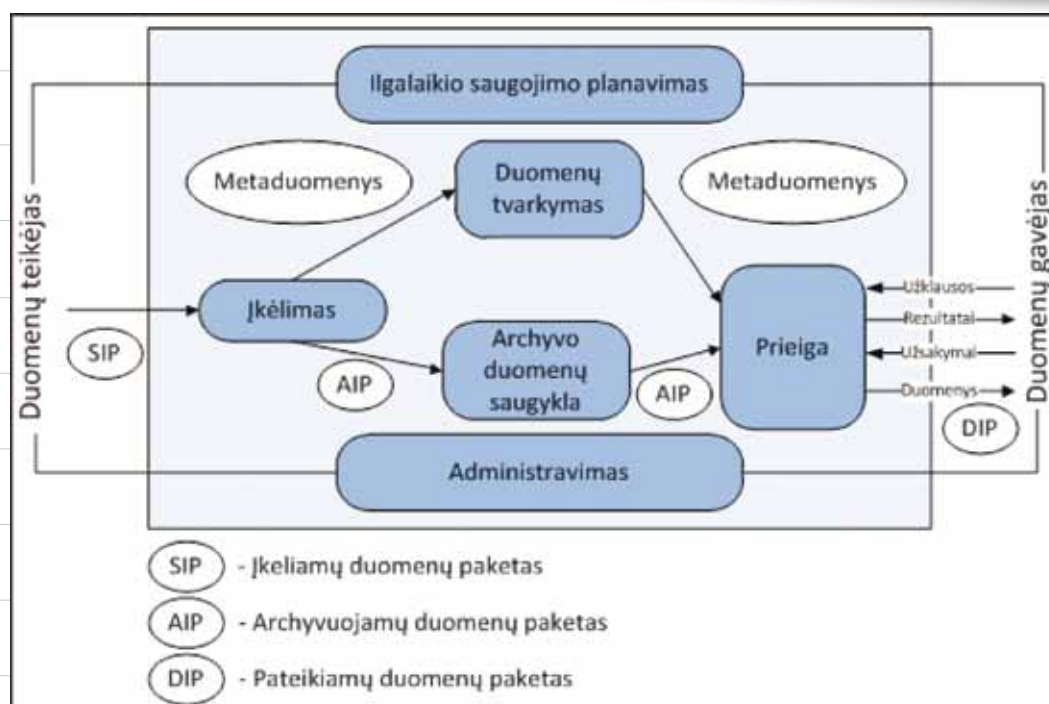 Ilgalaikio saugojimo planavimas
Duomenų teikėjas
Metaduomenys
Duomenų
tvarkymas
Metaduomenys
Duomenų gavėjas
Įkėlimas
SIP
AIP
Archyvo
duomenų
saugykla
AIP
Prieiga
Užklausos
Rezultatai
Užsakymai
Duomenys
DIP
Administravimas
SIP - Įkeliamų duomenų paketas
AIP - Archyvuojamų duomenų paketas
DIP - Pateikiamų duomenų paketas